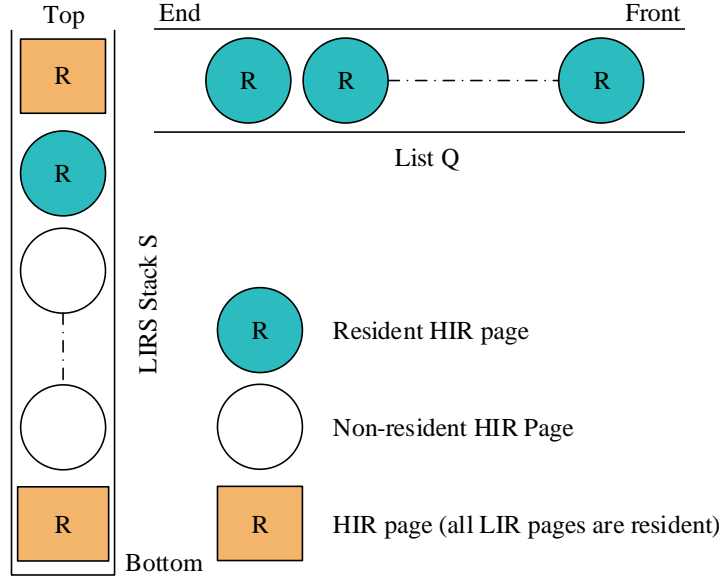 Top
End
Front
R
R
R
R
R
List Q
LIRS Stack S
R
Resident HIR page
Non-resident HIR Page
R
R
HIR page (all LIR pages are resident)
Bottom